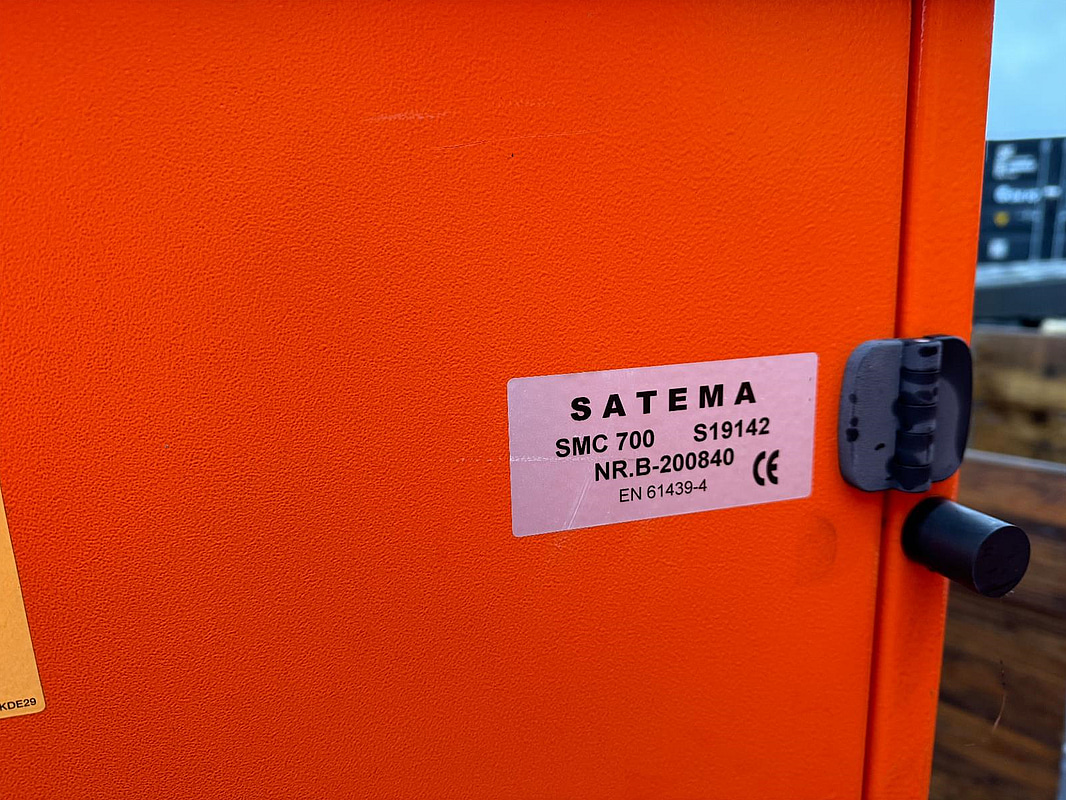 SATEMA
SMC 700 S19142
NR.B-200840
CE
EN 61439-4
KDE29